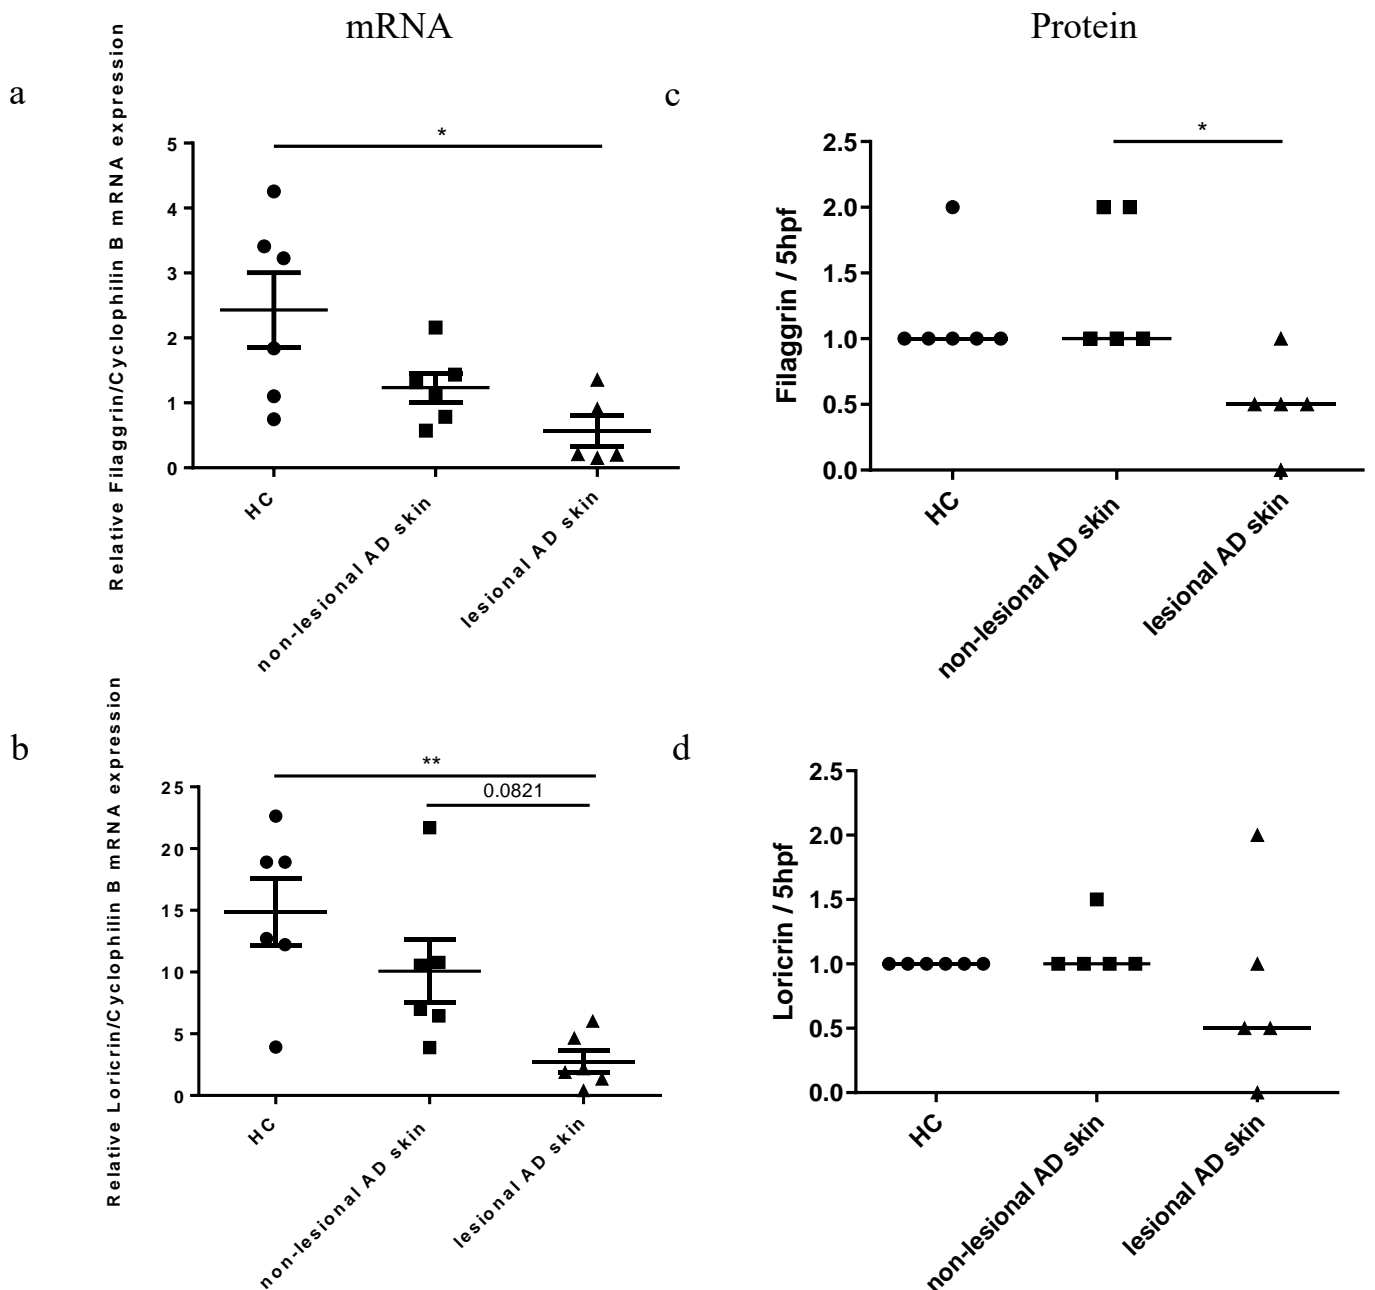 mRNA
Protein
a
Relative Filaggrin/Cyclophilin B mRNA expression
5
4
3
2
1
0
*
HC
non-lesional AD skin
lesional AD skin
c
Filaggrin / 5hpf
2.5
2.0
1.5
1.0
0.5
0.0
*
HC
non-lesional AD skin
lesional AD skin
b
Relative Loricrin/Cyclophilin B mRNA expression
25
20
15
10
5
0
**
0.0821
HC
non-lesional AD skin
lesional AD skin
d
Loricrin / 5hpf
2.5
2.0
1.5
1.0
0.5
0.0
HC
non-lesional AD skin
lesional AD skin